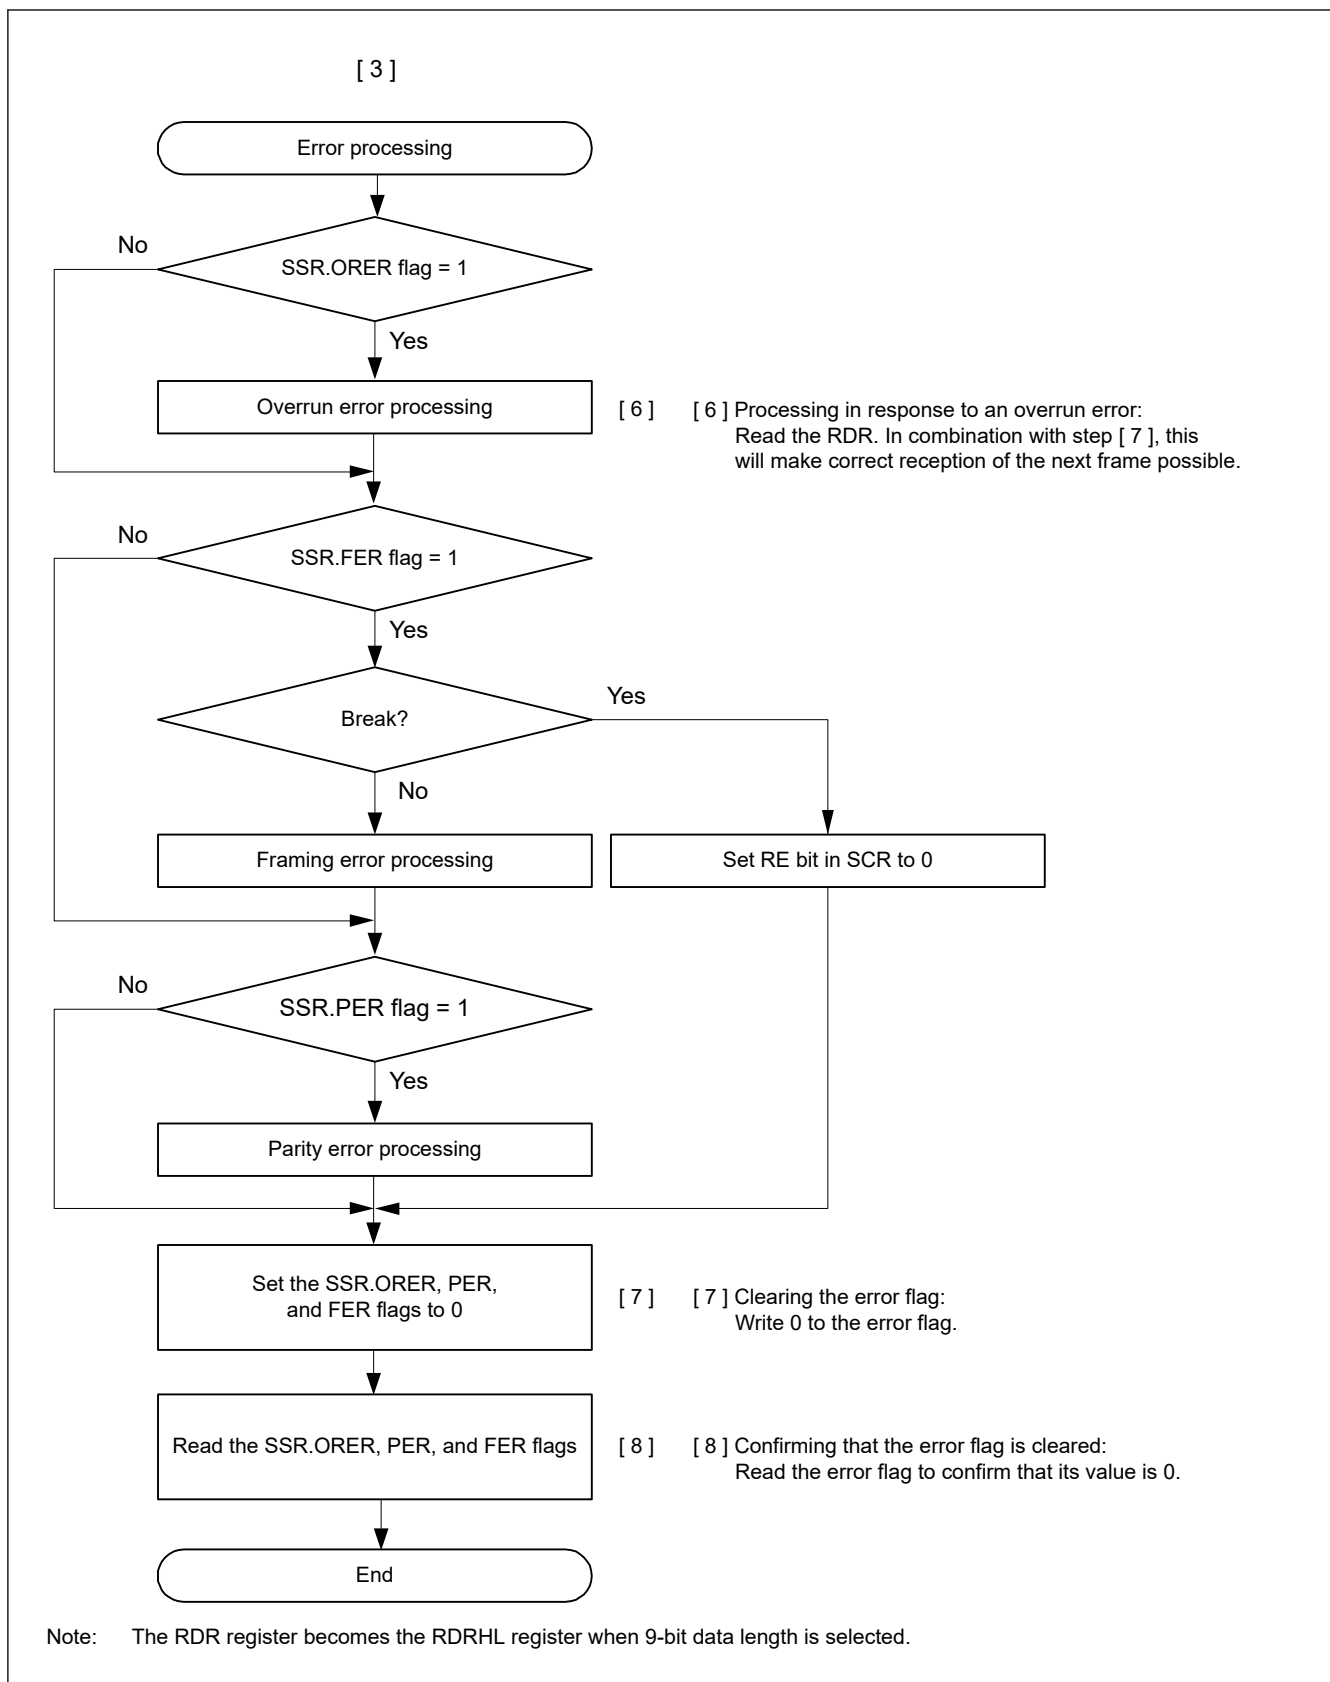 [ 3 ]
Error processing
No
SSR.ORER flag = 1
Yes
Overrun error processing
[ 6 ]
[ 6 ] Processing in response to an overrun error:
Read the RDR. In combination with step [ 7 ], this
will make correct reception of the next frame possible.
No
SSR.FER flag = 1
Yes
Break?
Yes
No
Framing error processing
Set RE bit in SCR to 0
No
SSR.PER flag = 1
Yes
Parity error processing
Set the SSR.ORER, PER,
and FER flags to 0
[ 7 ]
[ 7 ] Clearing the error flag:
Write 0 to the error flag.
Read the SSR.ORER, PER, and FER flags
[ 8 ]
[ 8 ] Confirming that the error flag is cleared:
Read the error flag to confirm that its value is 0.
End
Note: The RDR register becomes the RDRHL register when 9-bit data length is selected.